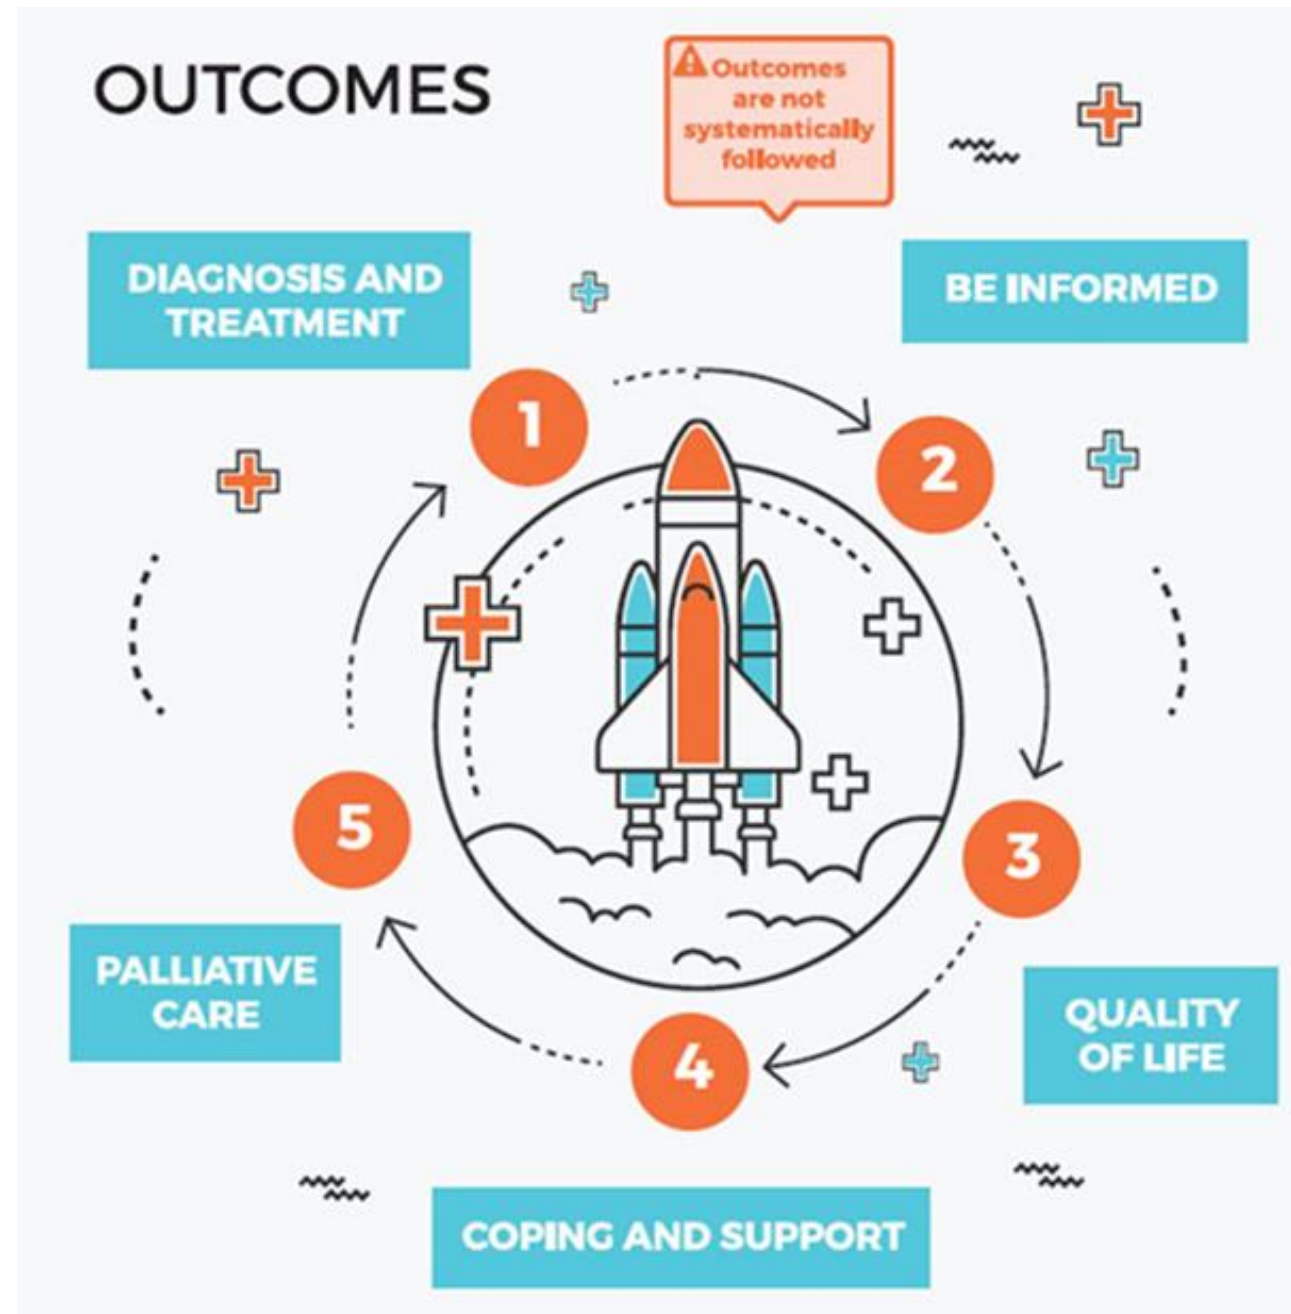 OUTCOMES
Outcomes
are not
systematically
followed
DIAGNOSIS AND
TREATMENT
BE INFORMED
1
2
3
4
5
PALLIATIVE
CARE
QUALITY
OF LIFE
COPING AND SUPPORT